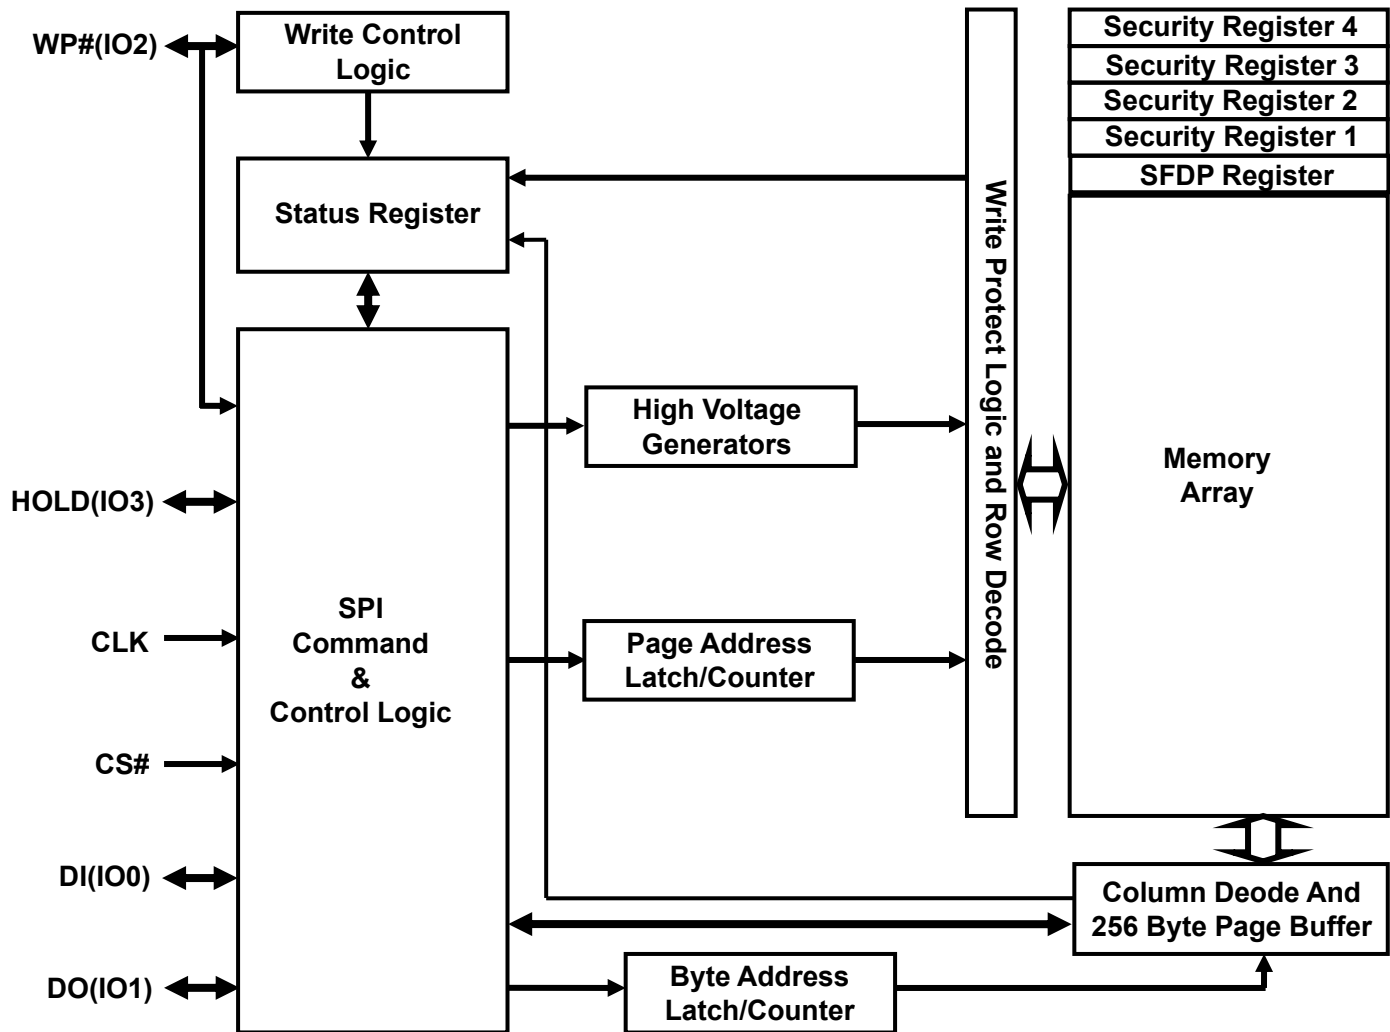 WP#(IO2)
Write Control
Logic
Security Register 4
Security Register 3
Security Register 2
Security Register 1
SFDP Register
Status Register
Write Protect Logic and Row Decode
High Voltage
Generators
Memory
Array
HOLD(IO3)
SPI
Command
&
Control Logic
CLK
Page Address
Latch/Counter
CS#
DI(IO0)
Column Deode And
256 Byte Page Buffer
DO(IO1)
Byte Address
Latch/Counter